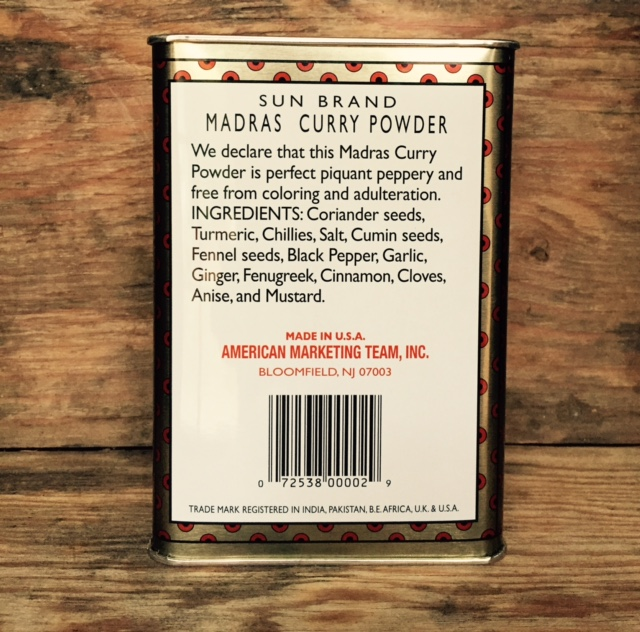 SUN BRAND
MADRAS CURRY POWDER
We declare that this Madras Curry
Powder is perfect piquant peppery and
free from coloring and adulteration.
INGREDIENTS: Coriander seeds,
Turmeric, Chillies, Salt, Cumin seeds,
Fennel seeds, Black Pepper, Garlic,
Ginger, Fenugreek, Cinnamon, Cloves,
Anise, and Mustard.
MADE IN U.S.A.
AMERICAN MARKETING TEAM, INC.
BLOOMFIELD, NJ 07003
0 72538 00002 9
TRADE MARK REGISTERED IN INDIA, PAKISTAN, B.E. AFRICA, U.K. & U.S.A.